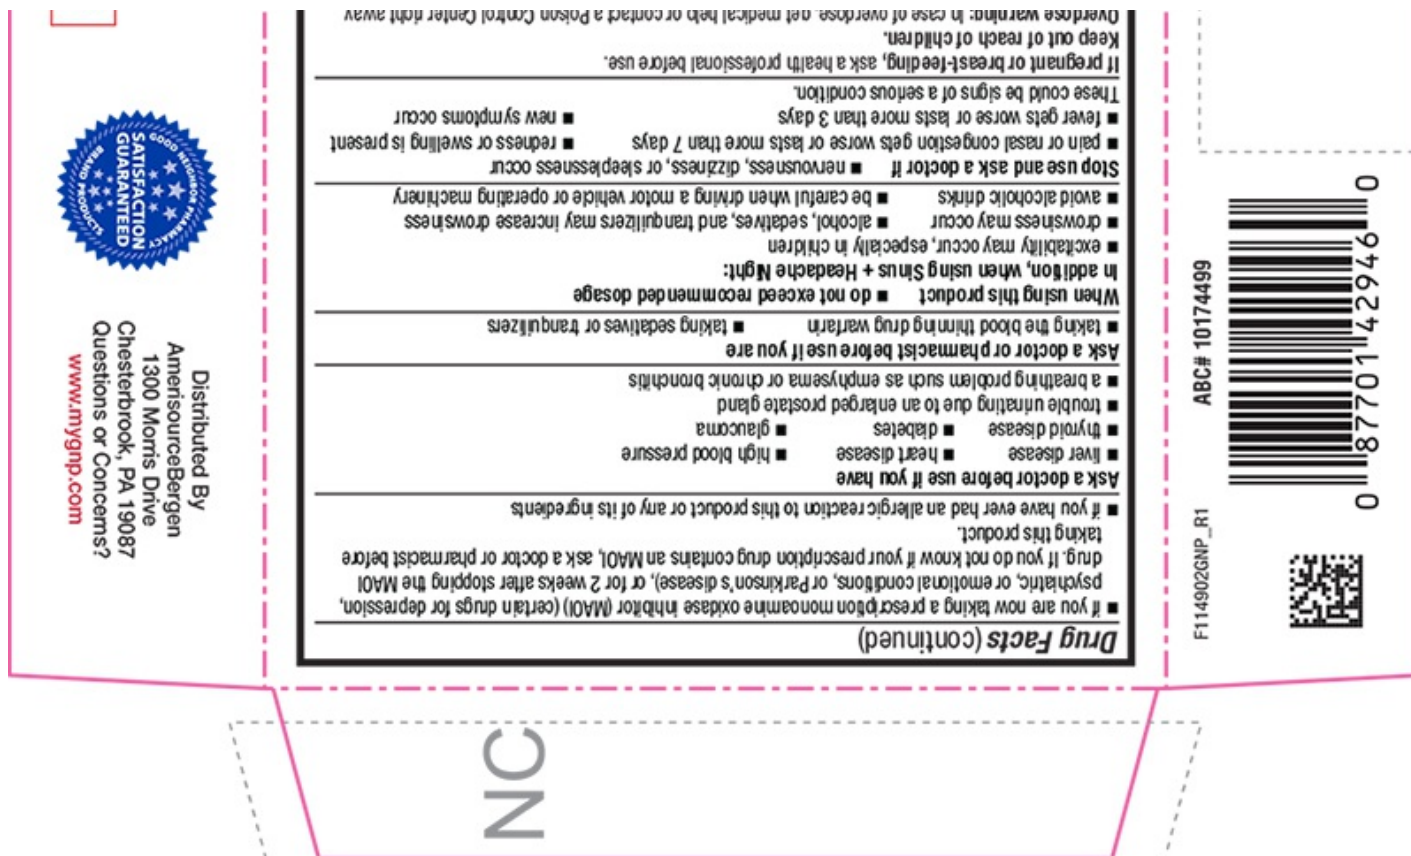 Drug Facts (continued)
■ if you are now taking a prescription monoamine oxidase inhibitor (MAOI) (certain drugs for depression,
psychiatric, or emotional conditions, or Parkinson's disease), or for 2 weeks after stopping the MAOI
drug. If you do not know if your prescription drug contains an MAOI, ask a doctor or pharmacist before
taking this product.
■ if you have ever had an allergic reaction to this product or any of its ingredients
Ask a doctor before use if you have
■ liver disease ■ heart disease ■ high blood pressure
■ thyroid disease ■ diabetes ■ glaucoma
■ trouble urinating due to an enlarged prostate gland
■ a breathing problem such as emphysema or chronic bronchitis
Ask a doctor or pharmacist before use if you are
■ taking the blood thinning drug warfarin ■ taking sedatives or tranquilizers
When using this product ■ do not exceed recommended dosage
In addition, when using Sinus + Headache Night:
■ excitability may occur, especially in children
■ drowsiness may occur ■ alcohol, sedatives, and tranquilizers may increase drowsiness
■ avoid alcoholic drinks ■ be careful when driving a motor vehicle or operating machinery
Stop use and ask a doctor if ■ nervousness, dizziness, or sleeplessness occur
■ pain or nasal congestion gets worse or lasts more than 7 days ■ redness or swelling is present
■ fever gets worse or lasts more than 3 days ■ new symptoms occur
These could be signs of a serious condition.
If pregnant or breast-feeding, ask a health professional before use.
Keep out of reach of children.
Overdose warning: In case of overdose, get medical help or contact a Poison Control Center right away
GOOD NEIGHBOR PHARMACY
SATISFACTION
GUARANTEED
BRAND PRODUCTS
Distributed By
AmerisourceBergen
1300 Morris Drive
Chesterbrook, PA 19087
Questions or Concerns?
www.mygnp.com
ABC# 10174499
0 87701 42946 0
F114902GNP_R1
NC